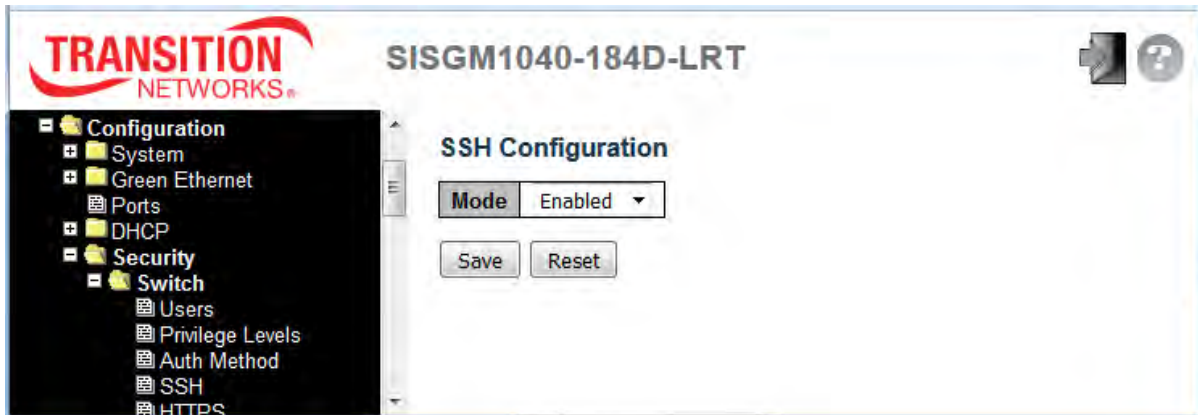 TRANSITION
NETWORKS®
SISGM1040-184D-LRT
?
Configuration
System
Green Ethernet
Ports
DHCP
Security
Switch
Users
Privilege Levels
Auth Method
SSH
HTTPS
SSH Configuration
Mode Enabled
Save Reset